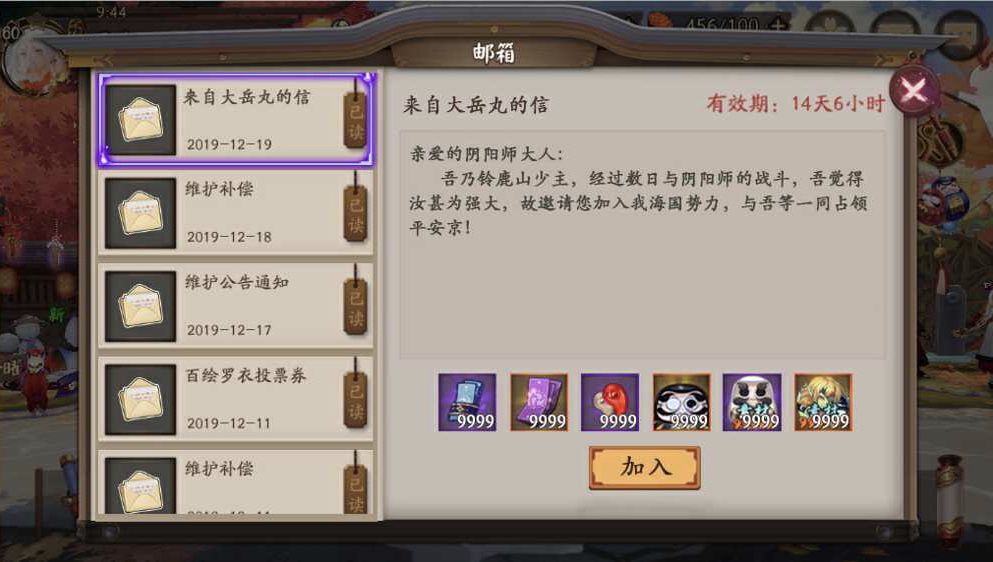 9:44
60
456/100
邮箱
来自大岳丸的信
2019-12-19
已读
维护补偿
2019-12-18
已读
维护公告通知
2019-12-17
已读
百绘罗衣投票券
2019-12-11
已读
维护补偿
已读
来自大岳丸的信
有效期：14天6小时
亲爱的阴阳师大人：
吾乃铃鹿山少主，经过数日与阴阳师的战斗，吾觉得
汝甚为强大，故邀请您加入我海国势力，与吾等一同占领
平安京！
9999
9999
9999
9999
9999
9999
加入
新